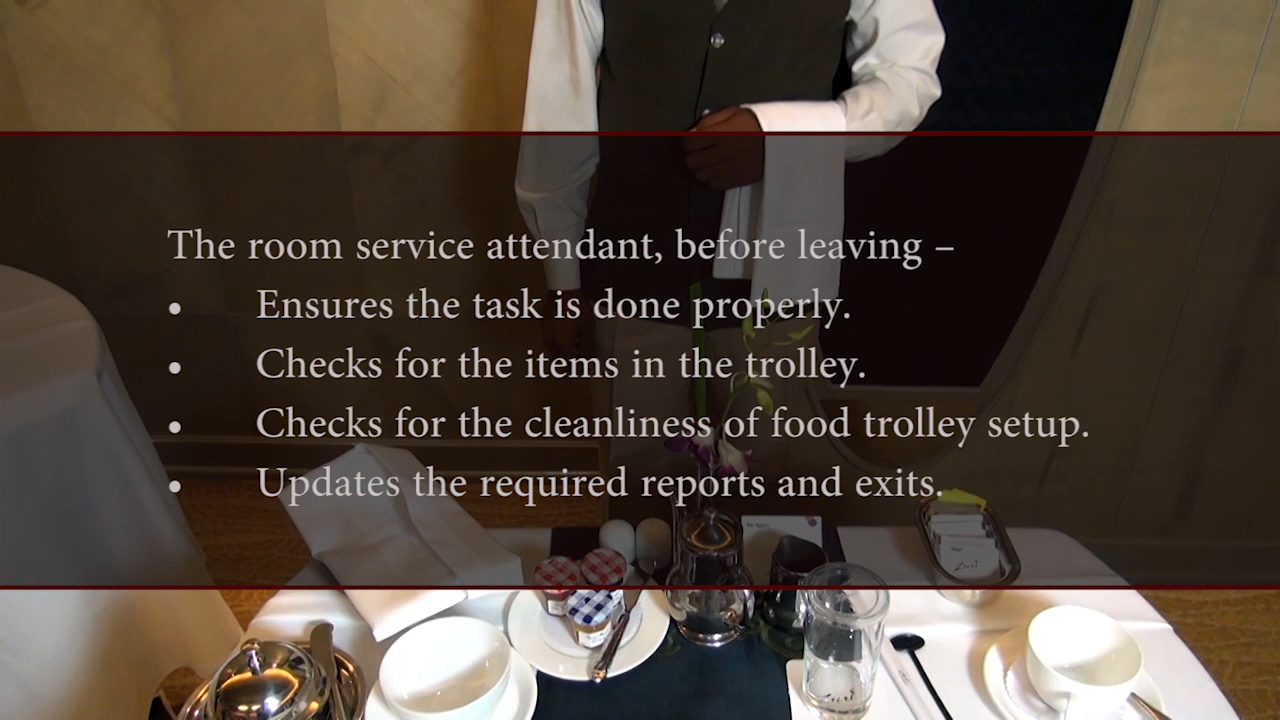 The room service attendant, before leaving –
• Ensures the task is done properly.
• Checks for the items in the trolley.
• Checks for the cleanliness of food trolley setup.
• Updates the required reports and exits.